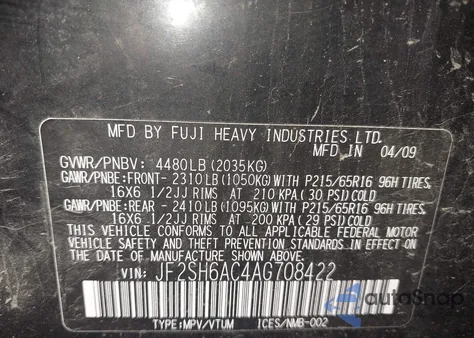 MFD BY FUJI HEAVY INDUSTRIES.LTD.
MFD IN 04/09
GVWR/PNBV: 4480LB(2035KG)
GAWR/PNBE:FRONT- 2310LB(1050KG)WITH P215/65R16 96H TIRES,
16X6 1/2JJ RIMS AT 210 KPA(30 PSI)COLD
GAWR/PNBE:REAR - 2410LB(1095KG)WITH P215/65R16 96H TIRES,
16X6 1/2JJ RIMS AT 200 KPA(29 PSI)COLD
THIS VEHICLE CONFORMS TO ALL APPLICABLE FEDERAL MOTOR
VEHICLE SAFETY AND THEFT PREVENTION STANDARDS
IN EFFECT ON THE DATE OF
MANUFACTURE SHOWN ABOVE.
VIN: JF2SH6AC4AG708422
TYPE:MPV/VTUM ICES/NMB-002
autoSnap